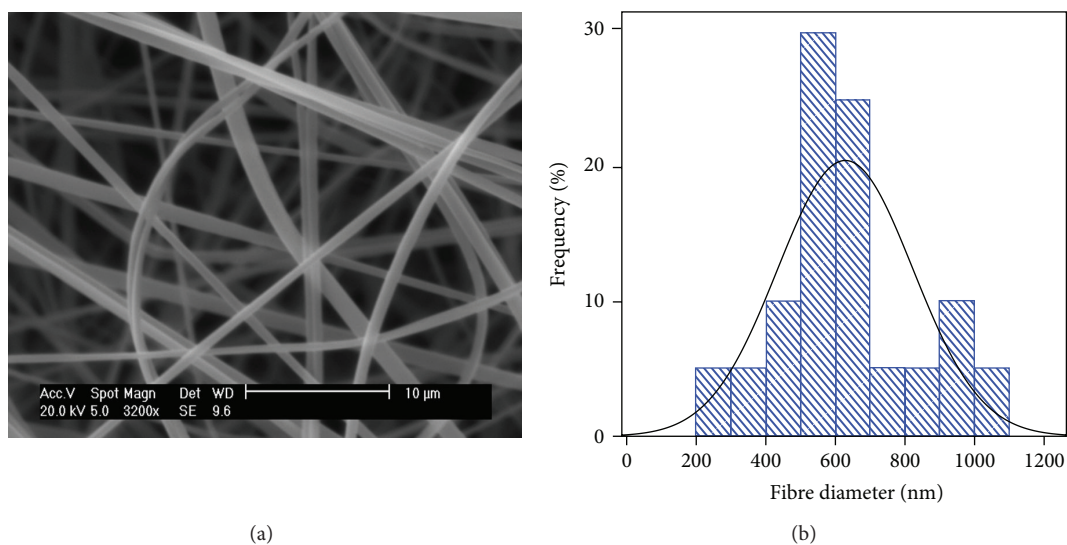 Acc.V Spot Magn Det WD 10 µm
20.0 kV 5.0 3200x SE 9.6
(a)
30
20
10
0
Frequency (%)
0 200 400 600 800 1000 1200
Fibre diameter (nm)
(b)